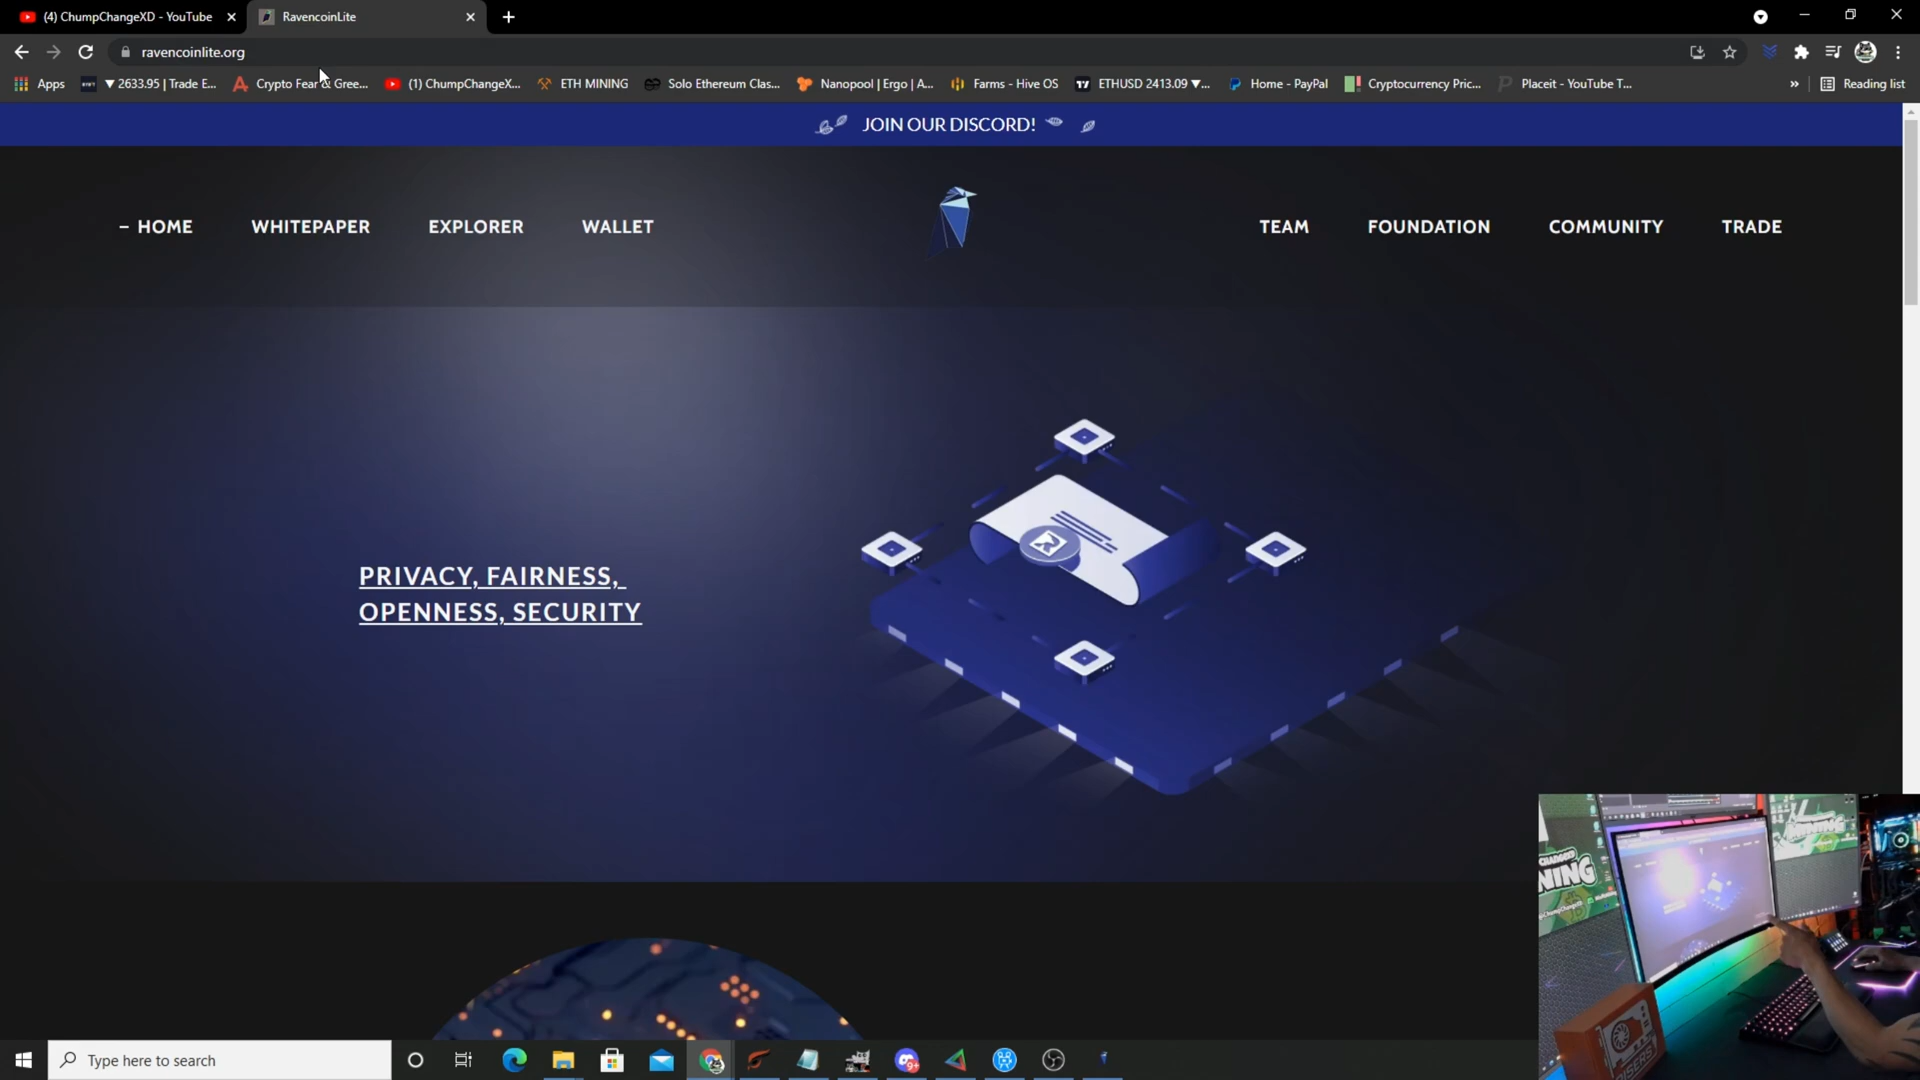 (4) ChumpChangeXD - YouTube
RavencoinLite
ravencoinlite.org
Apps
▼ 2633.95 | Trade E...
Crypto Fear & Gree...
(1) ChumpChangeX...
ETH MINING
Solo Ethereum Clas...
Nanopool | Ergo | A...
Farms - Hive OS
ETHUSD 2413.09 ▼...
Home - PayPal
Cryptocurrency Pric...
Placeit - YouTube T...
»
Reading list
JOIN OUR DISCORD!
– HOME
WHITEPAPER
EXPLORER
WALLET
TEAM
FOUNDATION
COMMUNITY
TRADE
PRIVACY, FAIRNESS,
OPENNESS, SECURITY
Type here to search
9+